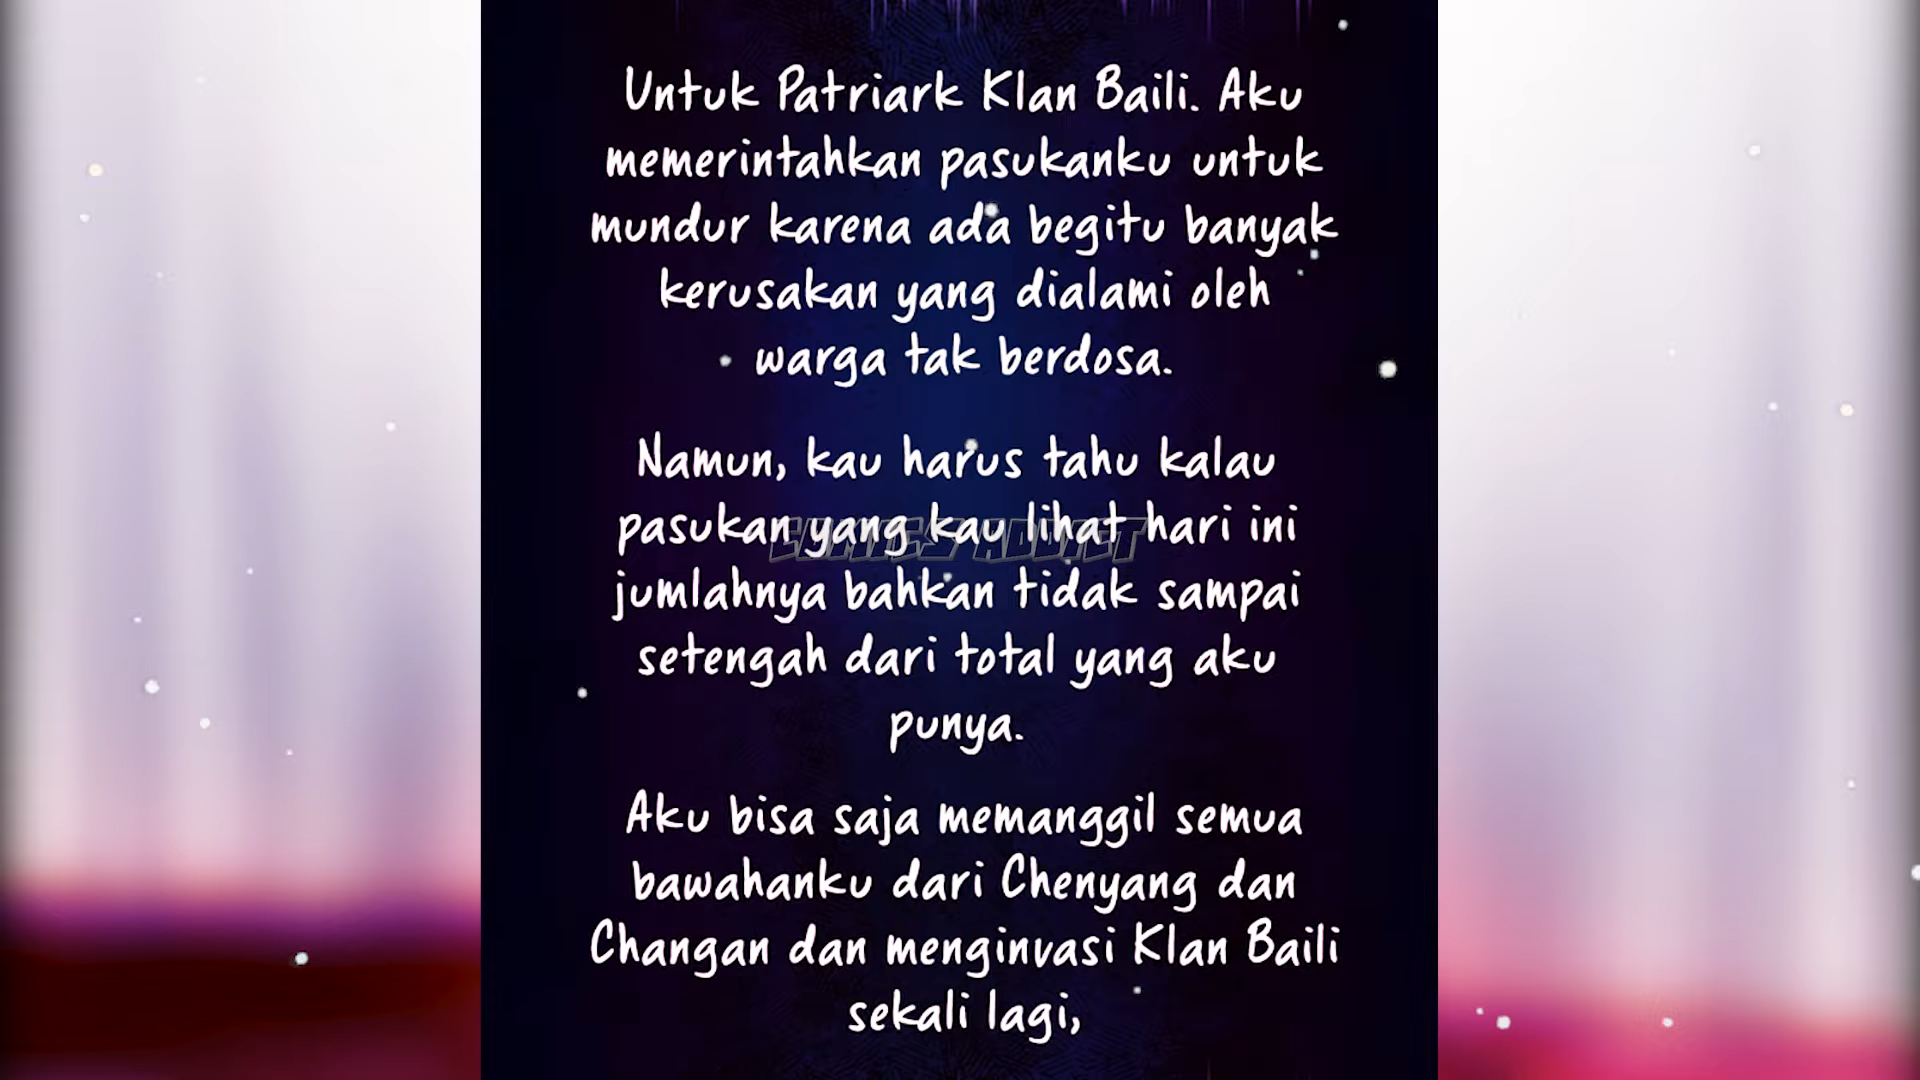 Untuk Patriark Klan Baili. Aku
memerintahkan pasukanku untuk
mundur karena ada begitu banyak
kerusakan yang dialami oleh
warga tak berdosa.
Namun, kau harus tahu kalau
pasukan yang kau lihat hari ini
COMICS ADDICT
jumlahnya bahkan tidak sampai
setengah dari total yang aku
punya.
Aku bisa saja memanggil semua
bawahanku dari Chenyang dan
Changan dan menginvasi Klan Baili
sekali lagi,